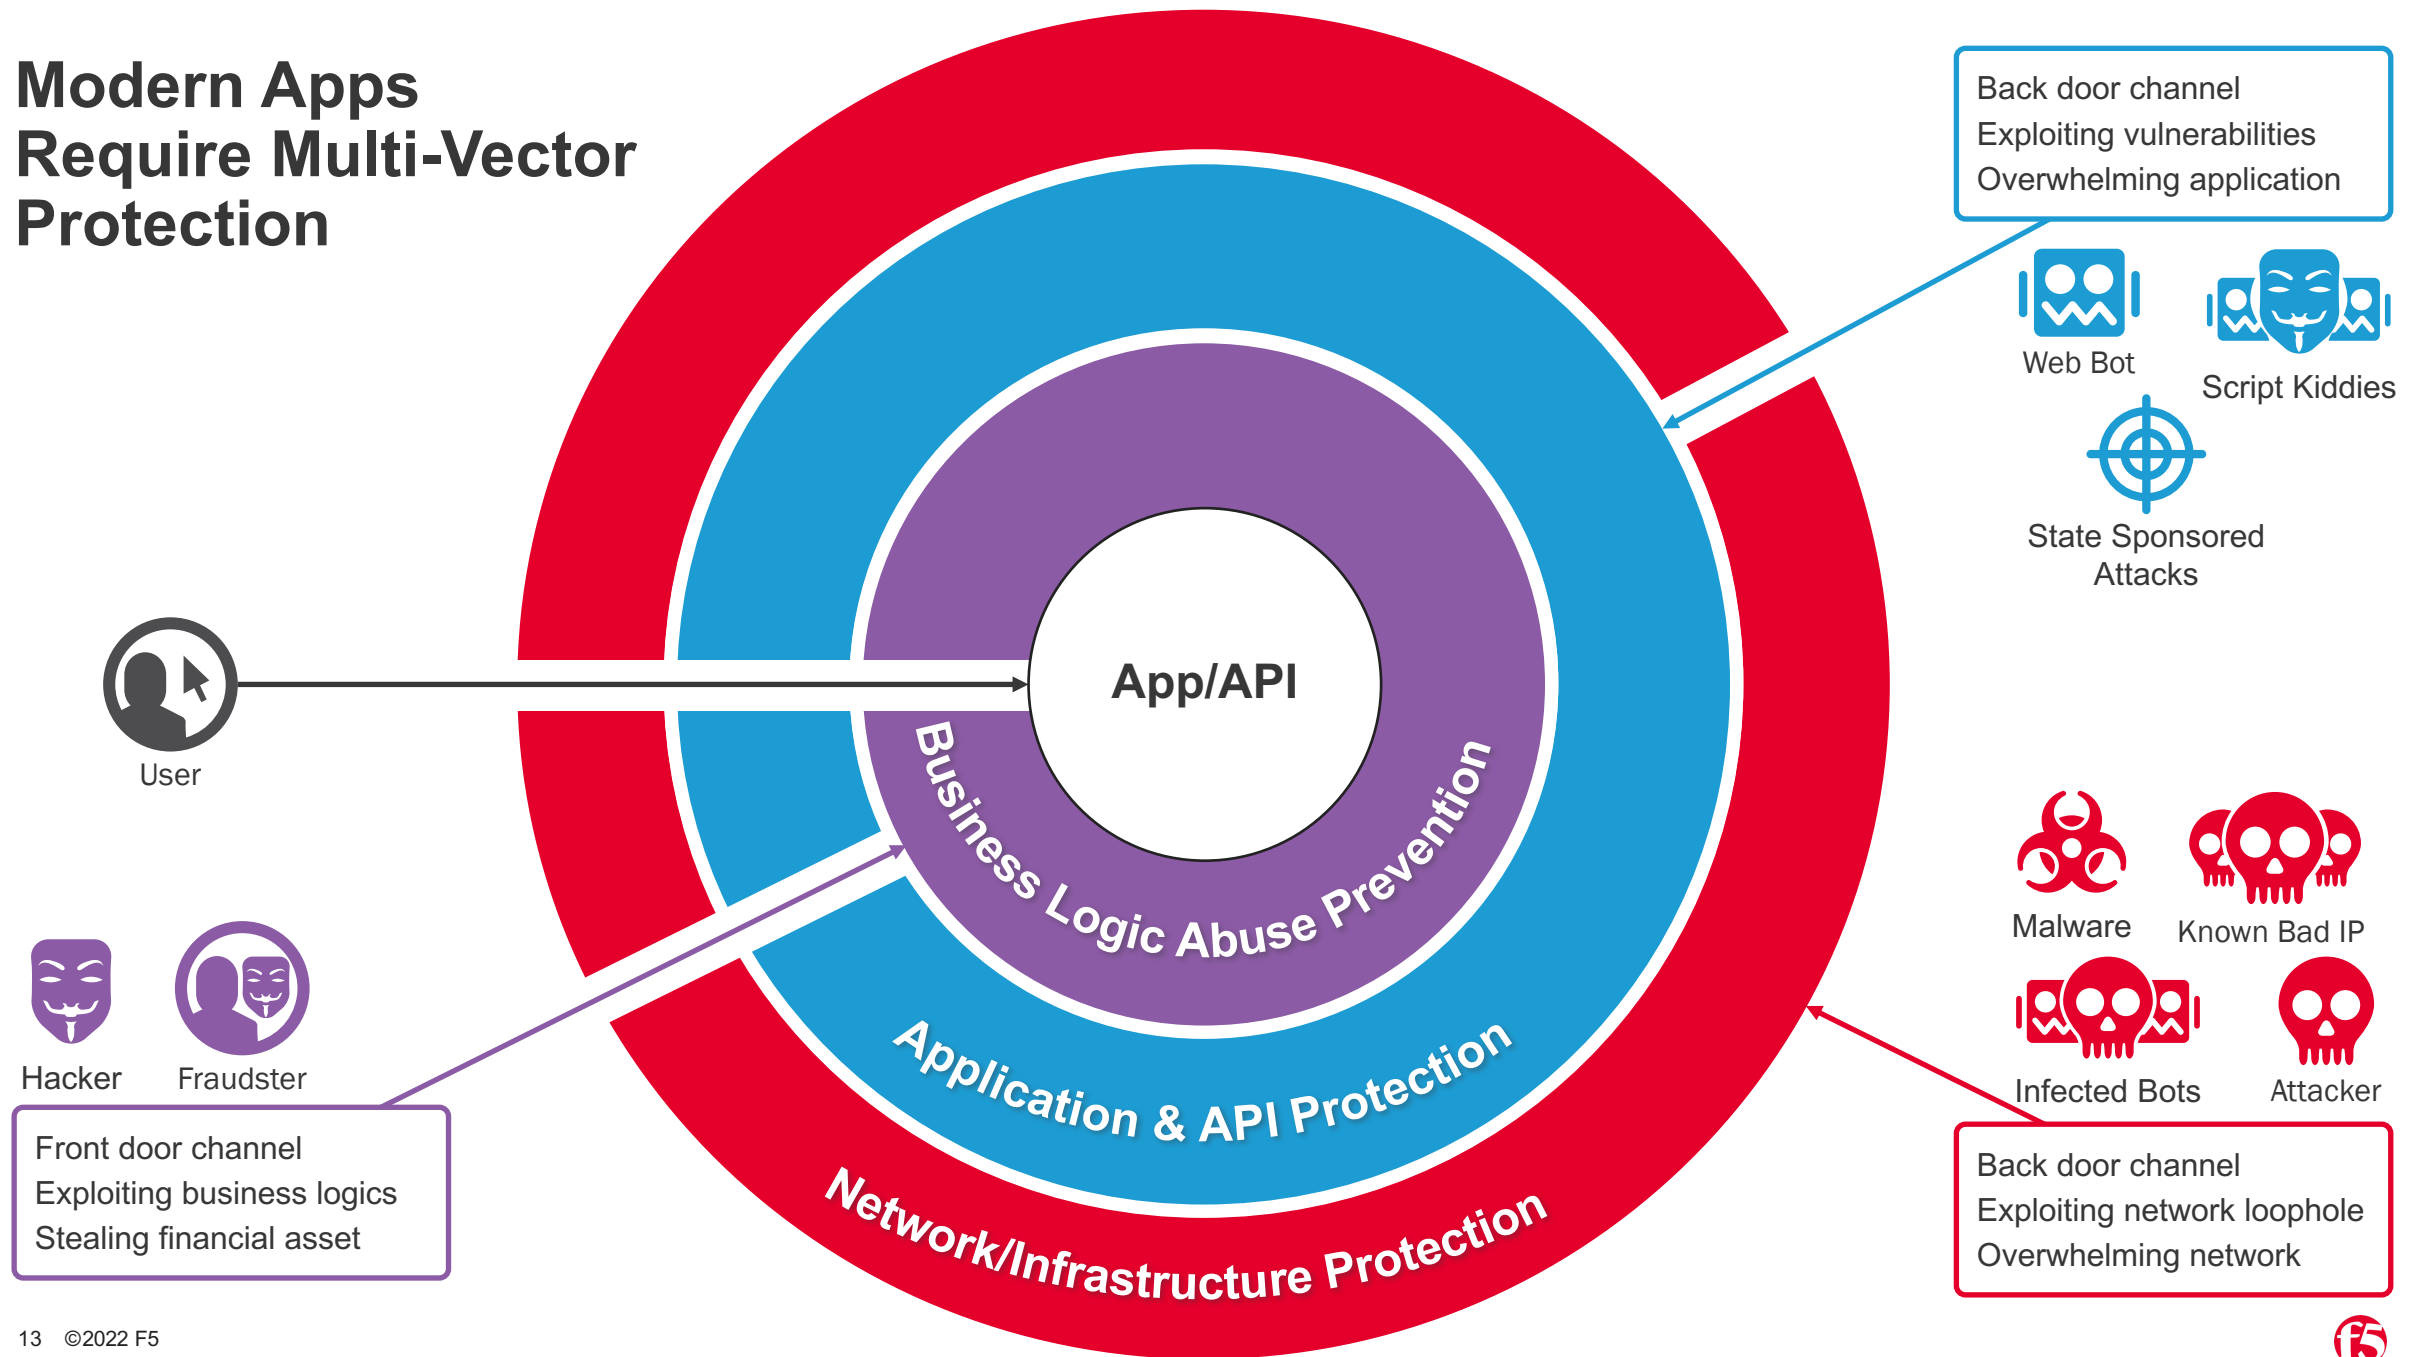 Modern Apps
Require Multi-Vector
Protection
Back door channel
Exploiting vulnerabilities
Overwhelming application
Web Bot
Script Kiddies
State Sponsored
Attacks
User
App/API
Business Logic Abuse Prevention
Application & API Protection
Network/Infrastructure Protection
Hacker
Fraudster
Front door channel
Exploiting business logics
Stealing financial asset
Malware
Known Bad IP
Infected Bots
Attacker
Back door channel
Exploiting network loophole
Overwhelming network
13 ©2022 F5
f5